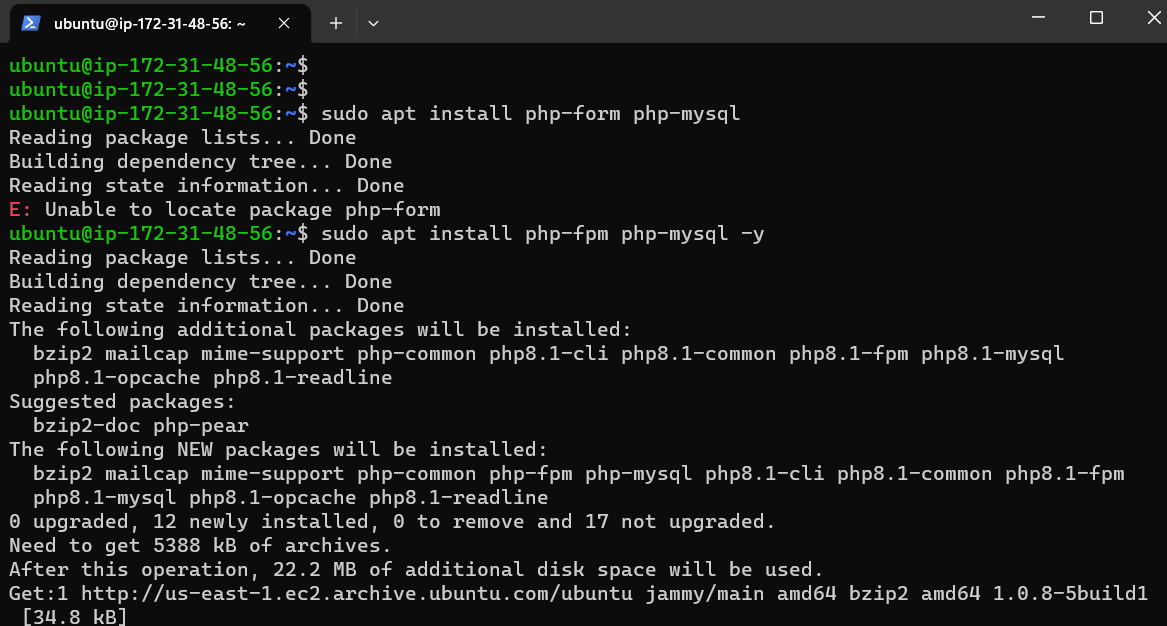 ubuntu@ip-172-31-48-56: ~
ubuntu@ip-172-31-48-56:~$
ubuntu@ip-172-31-48-56:~$
ubuntu@ip-172-31-48-56:~$ sudo apt install php-form php-mysql
Reading package lists... Done
Building dependency tree... Done
Reading state information... Done
E: Unable to locate package php-form
ubuntu@ip-172-31-48-56:~$ sudo apt install php-fpm php-mysql -y
Reading package lists... Done
Building dependency tree... Done
Reading state information... Done
The following additional packages will be installed:
  bzip2 mailcap mime-support php-common php8.1-cli php8.1-common php8.1-fpm php8.1-mysql
  php8.1-opcache php8.1-readline
Suggested packages:
  bzip2-doc php-pear
The following NEW packages will be installed:
  bzip2 mailcap mime-support php-common php-fpm php-mysql php8.1-cli php8.1-common php8.1-fpm
  php8.1-mysql php8.1-opcache php8.1-readline
0 upgraded, 12 newly installed, 0 to remove and 17 not upgraded.
Need to get 5388 kB of archives.
After this operation, 22.2 MB of additional disk space will be used.
Get:1 http://us-east-1.ec2.archive.ubuntu.com/ubuntu jammy/main amd64 bzip2 amd64 1.0.8-5build1
 [34.8 kB]